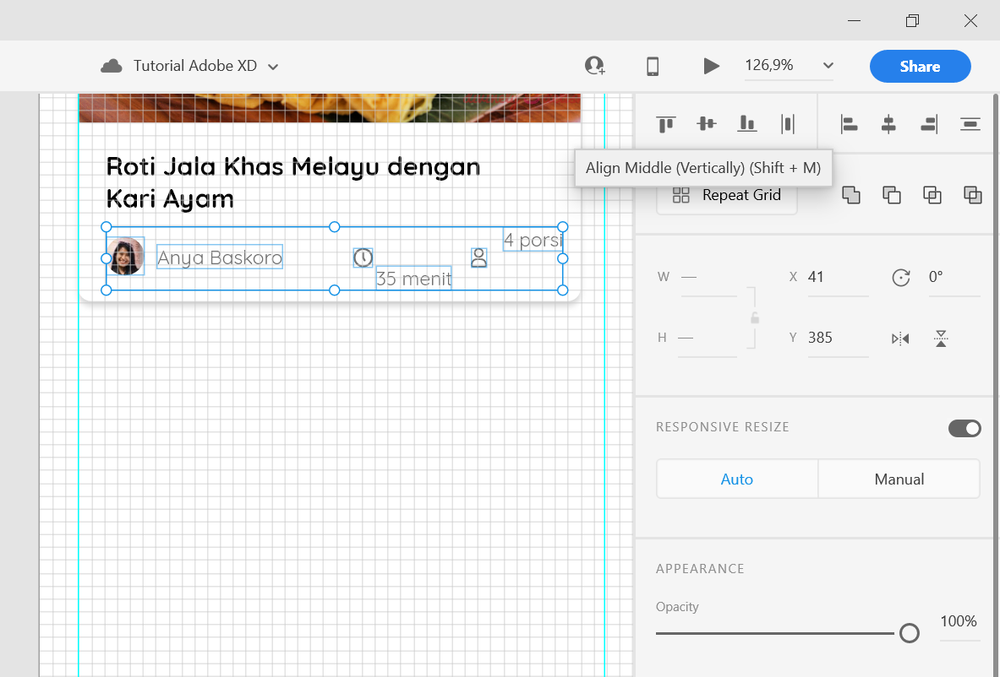 Tutorial Adobe XD
126,9%
Share
Align Middle (Vertically) (Shift + M)
Roti Jala Khas Melayu dengan
Kari Ayam
Repeat Grid
Anya Baskoro
35 menit
4 porsi
W —
X 41
0°
H —
Y 385
RESPONSIVE RESIZE
Auto
Manual
APPEARANCE
Opacity
100%